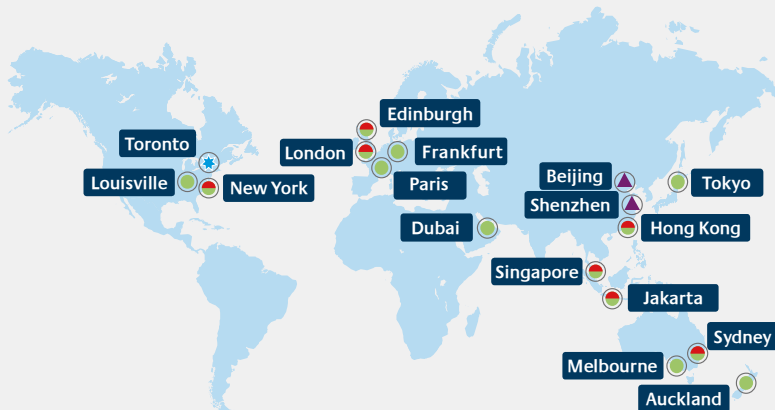 Edinburgh
Toronto
London
Frankfurt
Louisville
New York
Paris
Beijing
Tokyo
Shenzhen
Dubai
Hong Kong
Singapore
Jakarta
Sydney
Melbourne
Auckland